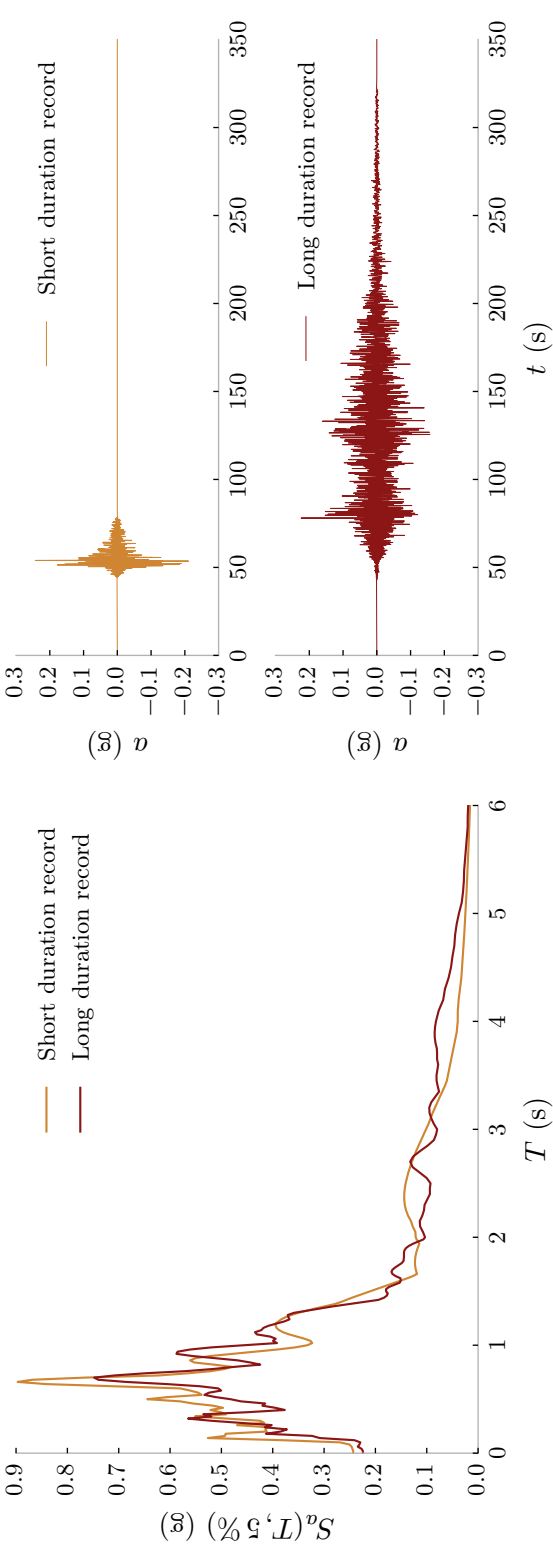 0.9
0.8
0.7
0.6
0.5
0.4
0.3
0.2
0.1
0.0
Sa(T, 5 %) (g)
0 1 2 3 4 5 6
T (s)
Short duration record
Long duration record
0.3
0.2
0.1
0.0
−0.1
−0.2
−0.3
a (g)
0 50 100 150 200 250 300 350
Short duration record
0.3
0.2
0.1
0.0
−0.1
−0.2
−0.3
a (g)
0 50 100 150 200 250 300 350
t (s)
Long duration record